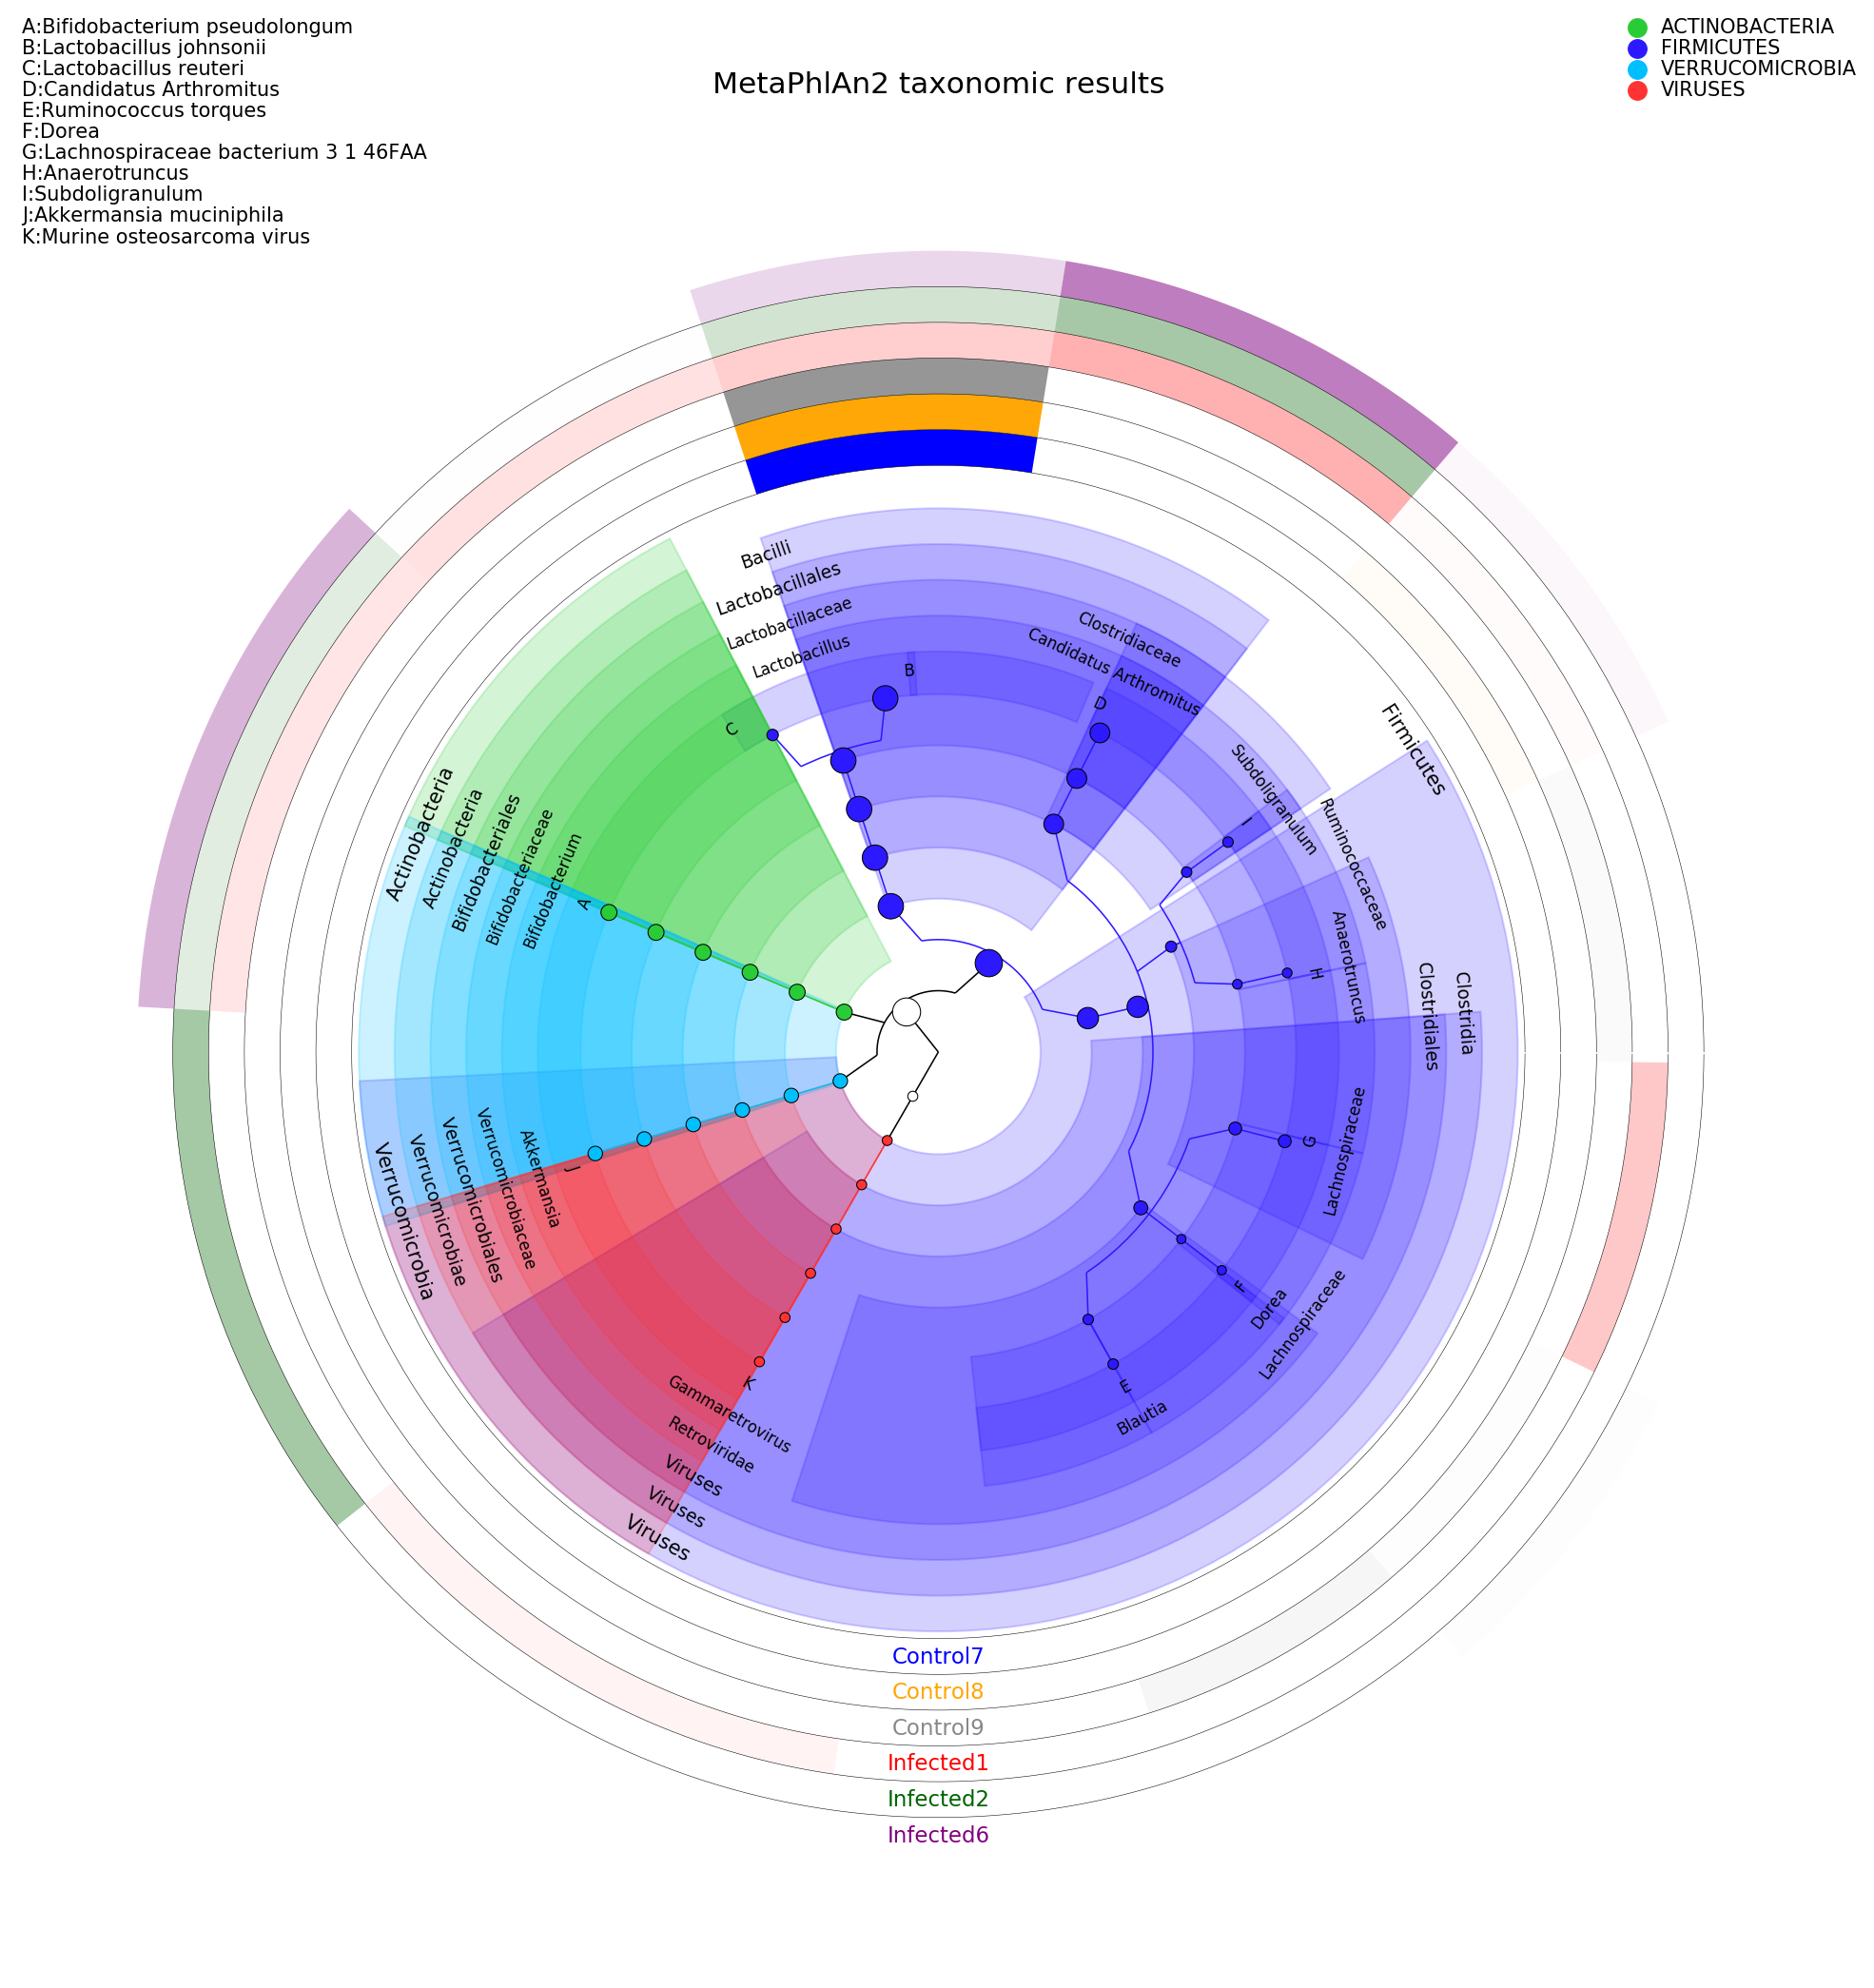 A:Bifidobacterium pseudolongum
B:Lactobacillus johnsonii
C:Lactobacillus reuteri
D:Candidatus Arthromitus
E:Ruminococcus torques
F:Dorea
G:Lachnospiraceae bacterium 3 1 46FAA
H:Anaerotruncus
I:Subdoligranulum
J:Akkermansia muciniphila
K:Murine osteosarcoma virus
ACTINOBACTERIA
FIRMICUTES
VERRUCOMICROBIA
VIRUSES
MetaPhlAn2 taxonomic results
Bacilli
Lactobacillales
Lactobacillaceae
Lactobacillus
B
C
Clostridiaceae
Candidatus Arthromitus
D
Firmicutes
Subdoligranulum
I
Ruminococcaceae
Anaerotruncus
H
Clostridiales
Clostridia
Actinobacteria
Actinobacteria
Bifidobacteriales
Bifidobacteriaceae
Bifidobacterium
A
Lachnospiraceae
G
Verrucomicrobia
Verrucomicrobiae
Verrucomicrobiales
Verrucomicrobiaceae
Akkermansia
J
F
Dorea
Lachnospiraceae
E
Blautia
K
Gammaretrovirus
Retroviridae
Viruses
Viruses
Viruses
Control7
Control8
Control9
Infected1
Infected2
Infected6